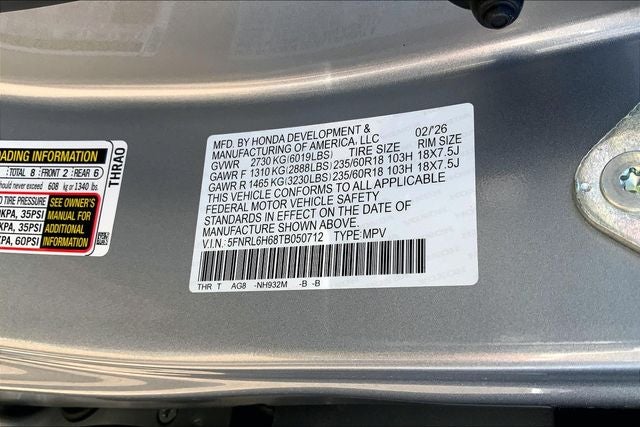 ADING INFORMATION
: TOTAL 8 : FRONT 2 : REAR 6
hould never exceed 608 kg or 1340 lbs.
D TIRE PRESSURE
KPA, 35PSI
KPA, 35PSI
KPA, 60PSI
SEE OWNER'S
MANUAL FOR
ADDITIONAL
INFORMATION
THRA0
MFD. BY HONDA DEVELOPMENT &
MANUFACTURING OF AMERICA, LLC 02/'26
GVWR 2730 KG(6019LBS) TIRE SIZE RIM SIZE
GAWR F 1310 KG(2888LBS)235/60R18 103H 18X7.5J
GAWR R 1465 KG(3230LBS)235/60R18 103H 18X7.5J
THIS VEHICLE CONFORMS TO ALL APPLICABLE
FEDERAL MOTOR VEHICLE SAFETY
STANDARDS IN EFFECT ON THE DATE OF
MANUFACTURE SHOWN ABOVE.
V.I.N: 5FNRL6H68TB050712 TYPE:MPV
THR T AG8 -NH932M -B -B